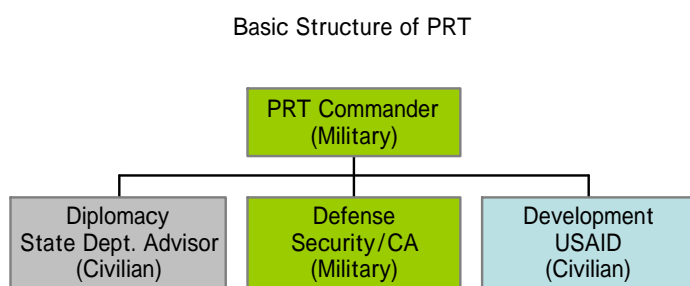 Basic Structure of PRT
PRT Commander
(Military)
Diplomacy
State Dept. Advisor
(Civilian)
Defense
Security/CA
(Military)
Development
USAID
(Civilian)